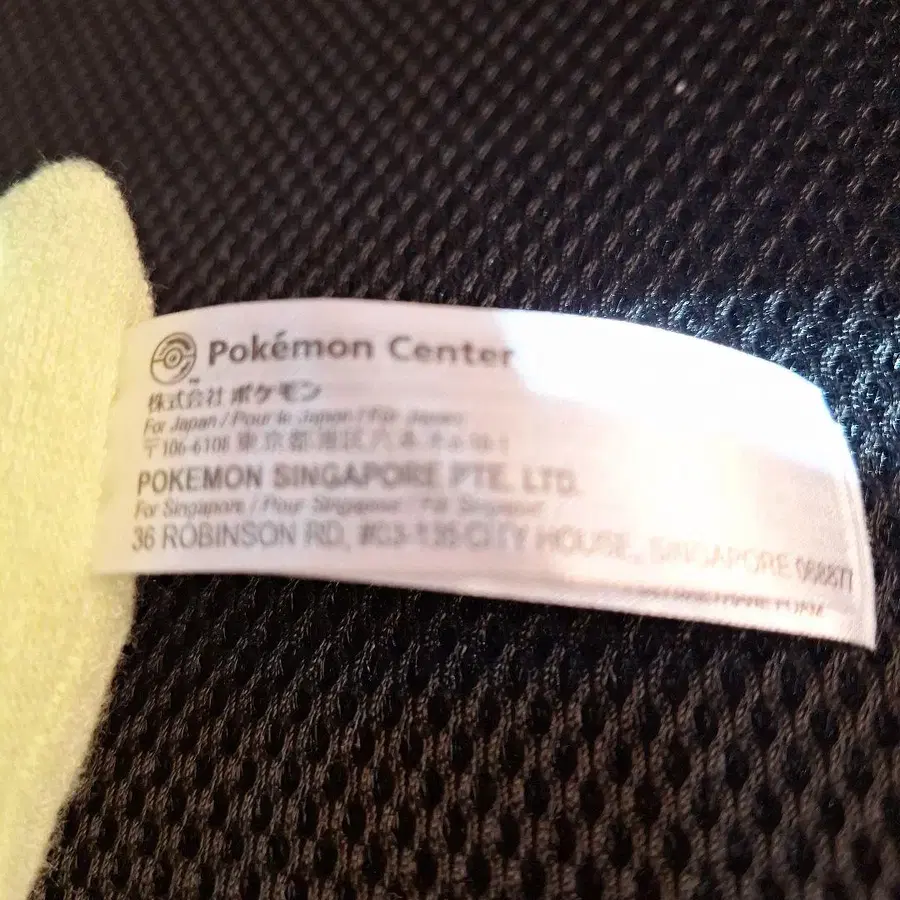 Pokémon Center
株式会社 ポケモン
For Japan / Pour le Japon / Für Japan
〒106-6108 東京都港区六本木6-10-1
POKEMON SINGAPORE PTE. LTD.
For Singapore / Pour Singapour / Für Singapur
36 ROBINSON RD, #03-135 CITY HOUSE, SINGAPORE 068877